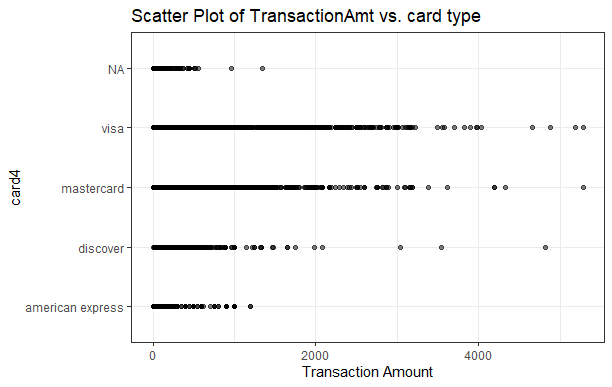 Scatter Plot of TransactionAmt vs. card type
card4
NA
visa
mastercard
discover
american express
0 2000 4000
Transaction Amount